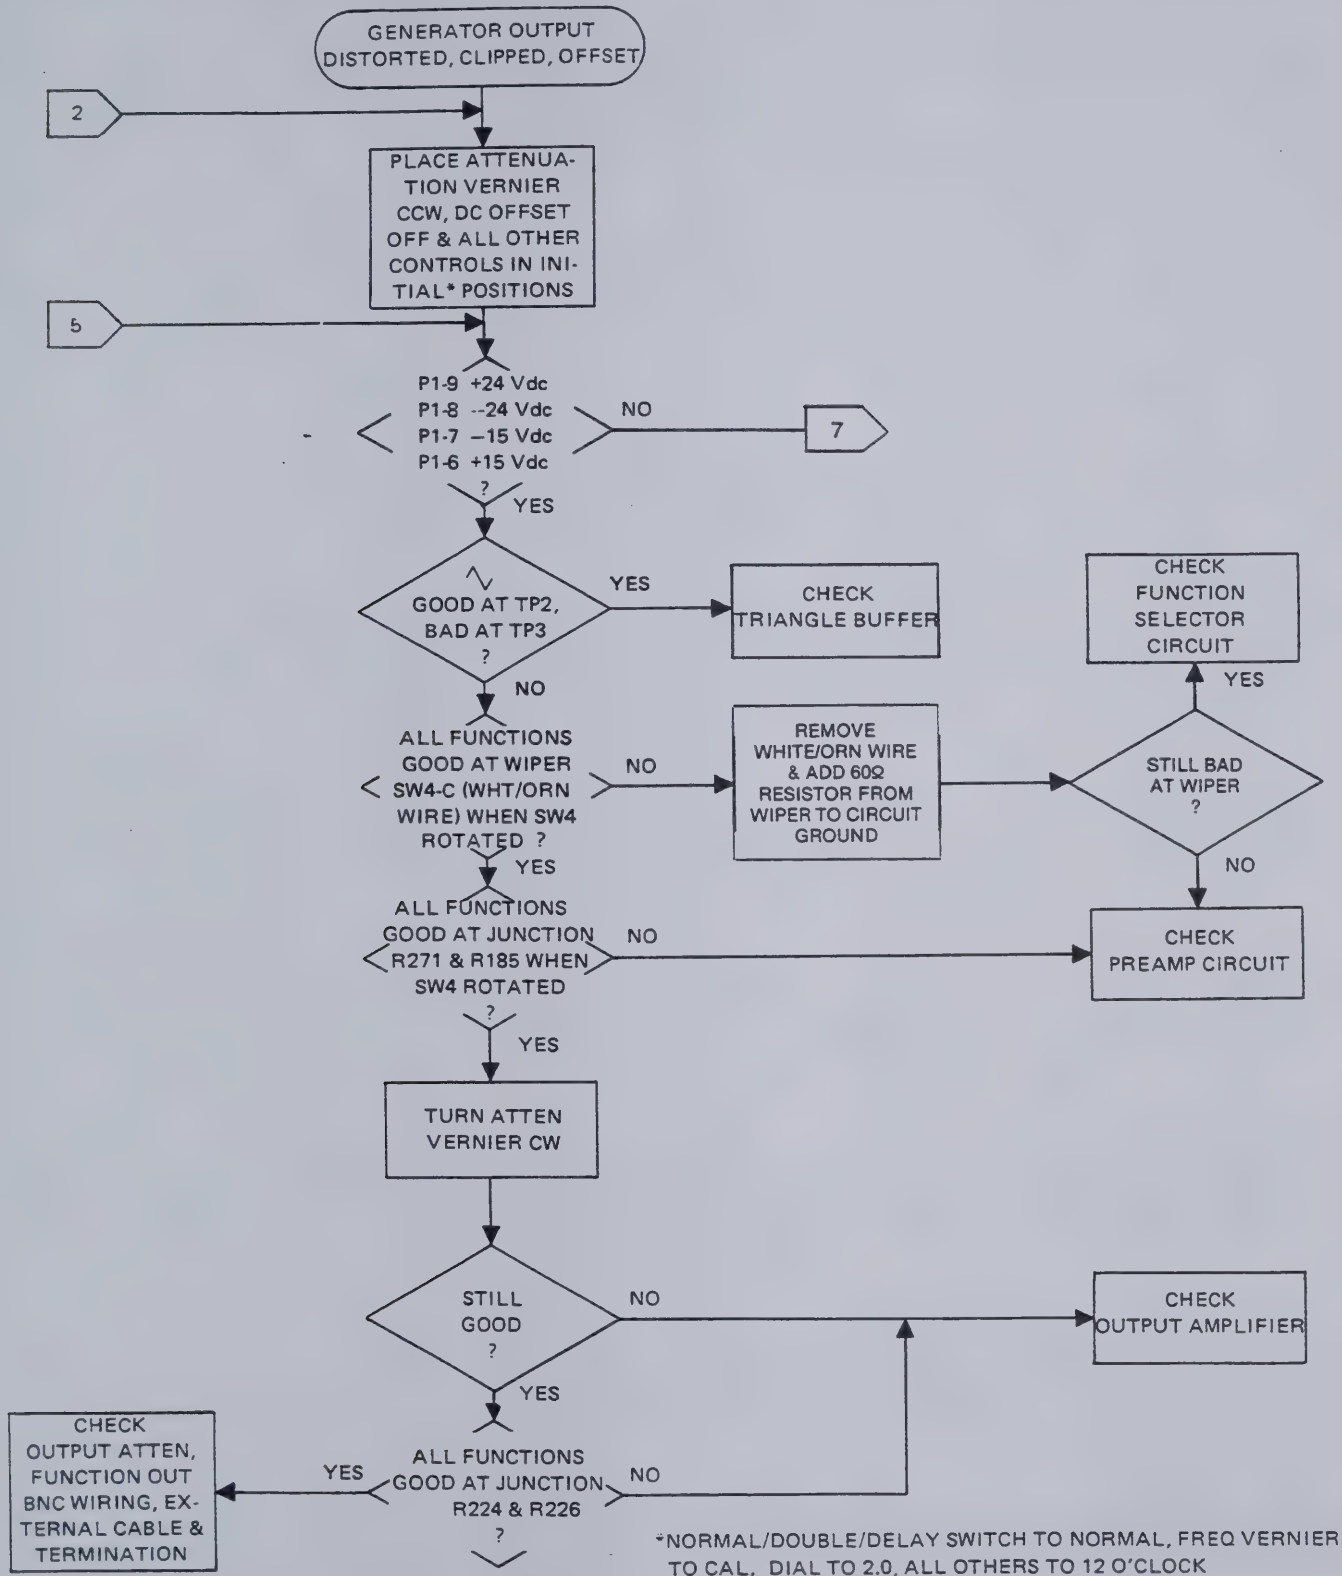 GENERATOR OUTPUT
DISTORTED, CLIPPED, OFFSET
2
PLACE ATTENUA-
TION VERNIER
CCW, DC OFFSET
OFF & ALL OTHER
CONTROLS IN INI-
TIAL* POSITIONS
5
P1-9 +24 Vdc
P1-8 --24 Vdc
P1-7 -15 Vdc
P1-6 +15 Vdc
?
NO
7
YES
GOOD AT TP2,
BAD AT TP3
?
YES
CHECK
TRIANGLE BUFFER
NO
ALL FUNCTIONS
GOOD AT WIPER
SW4-C (WHT/ORN
WIRE) WHEN SW4
ROTATED ?
NO
REMOVE
WHITE/ORN WIRE
& ADD 60Ω
RESISTOR FROM
WIPER TO CIRCUIT
GROUND
STILL BAD
AT WIPER
?
YES
CHECK
FUNCTION
SELECTOR
CIRCUIT
NO
YES
ALL FUNCTIONS
GOOD AT JUNCTION
R271 & R185 WHEN
SW4 ROTATED
?
NO
CHECK
PREAMP CIRCUIT
YES
TURN ATTEN
VERNIER CW
STILL
GOOD
?
NO
CHECK
OUTPUT AMPLIFIER
YES
ALL FUNCTIONS
GOOD AT JUNCTION
R224 & R226
?
NO
YES
CHECK
OUTPUT ATTEN,
FUNCTION OUT
BNC WIRING, EX-
TERNAL CABLE &
TERMINATION
*NORMAL/DOUBLE/DELAY SWITCH TO NORMAL, FREQ VERNIER
TO CAL, DIAL TO 2.0, ALL OTHERS TO 12 O'CLOCK